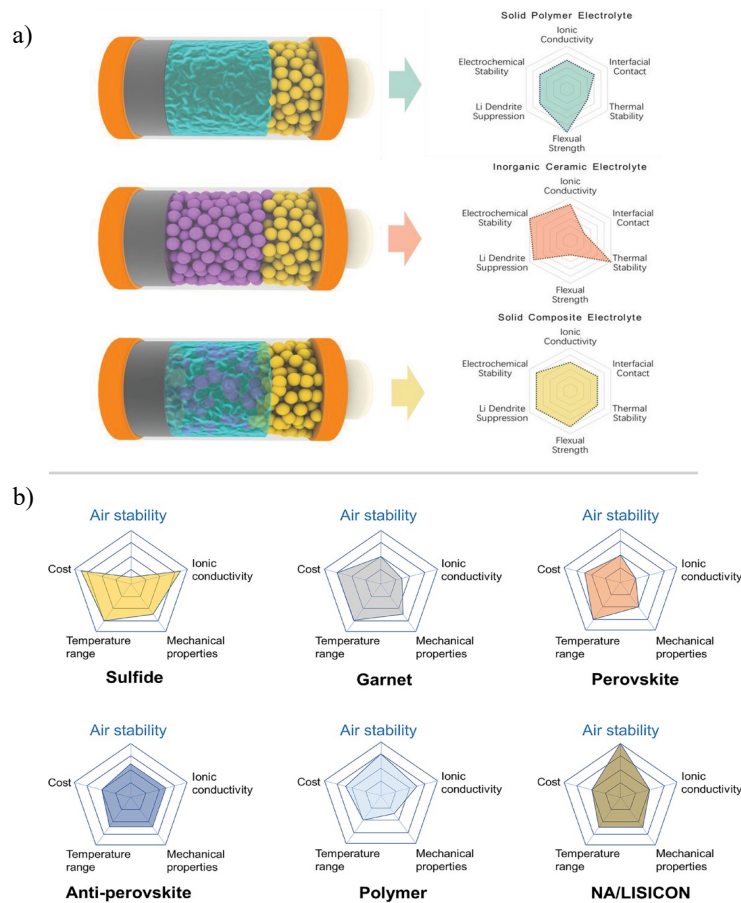 a)
Solid Polymer Electrolyte
Ionic
Conductivity
Electrochemical
Stability
Interfacial
Contact
Li Dendrite
Suppression
Thermal
Stability
Flexual
Strength
Inorganic Ceramic Electrolyte
Ionic
Conductivity
Electrochemical
Stability
Interfacial
Contact
Li Dendrite
Suppression
Thermal
Stability
Flexual
Strength
Solid Composite Electrolyte
Ionic
Conductivity
Electrochemical
Stability
Interfacial
Contact
Li Dendrite
Suppression
Thermal
Stability
Flexual
Strength
b)
Air stability
Cost
Ionic
conductivity
Temperature
range
Mechanical
properties
Sulfide
Air stability
Cost
Ionic
conductivity
Temperature
range
Mechanical
properties
Garnet
Air stability
Cost
Ionic
conductivity
Temperature
range
Mechanical
properties
Perovskite
Air stability
Cost
Ionic
conductivity
Temperature
range
Mechanical
properties
Anti-perovskite
Air stability
Cost
Ionic
conductivity
Temperature
range
Mechanical
properties
Polymer
Air stability
Cost
Ionic
conductivity
Temperature
range
Mechanical
properties
NA/LISICON